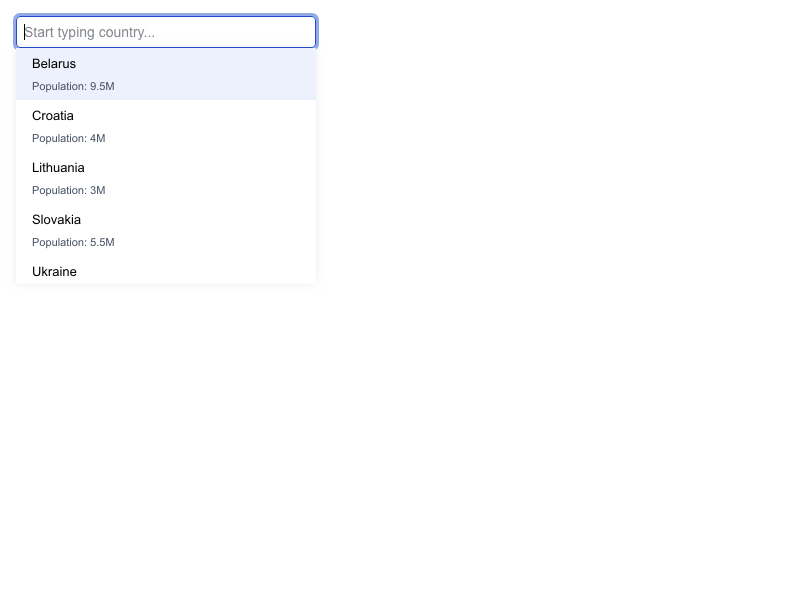 Start typing country...
Belarus
Population: 9.5M
Croatia
Population: 4M
Lithuania
Population: 3M
Slovakia
Population: 5.5M
Ukraine